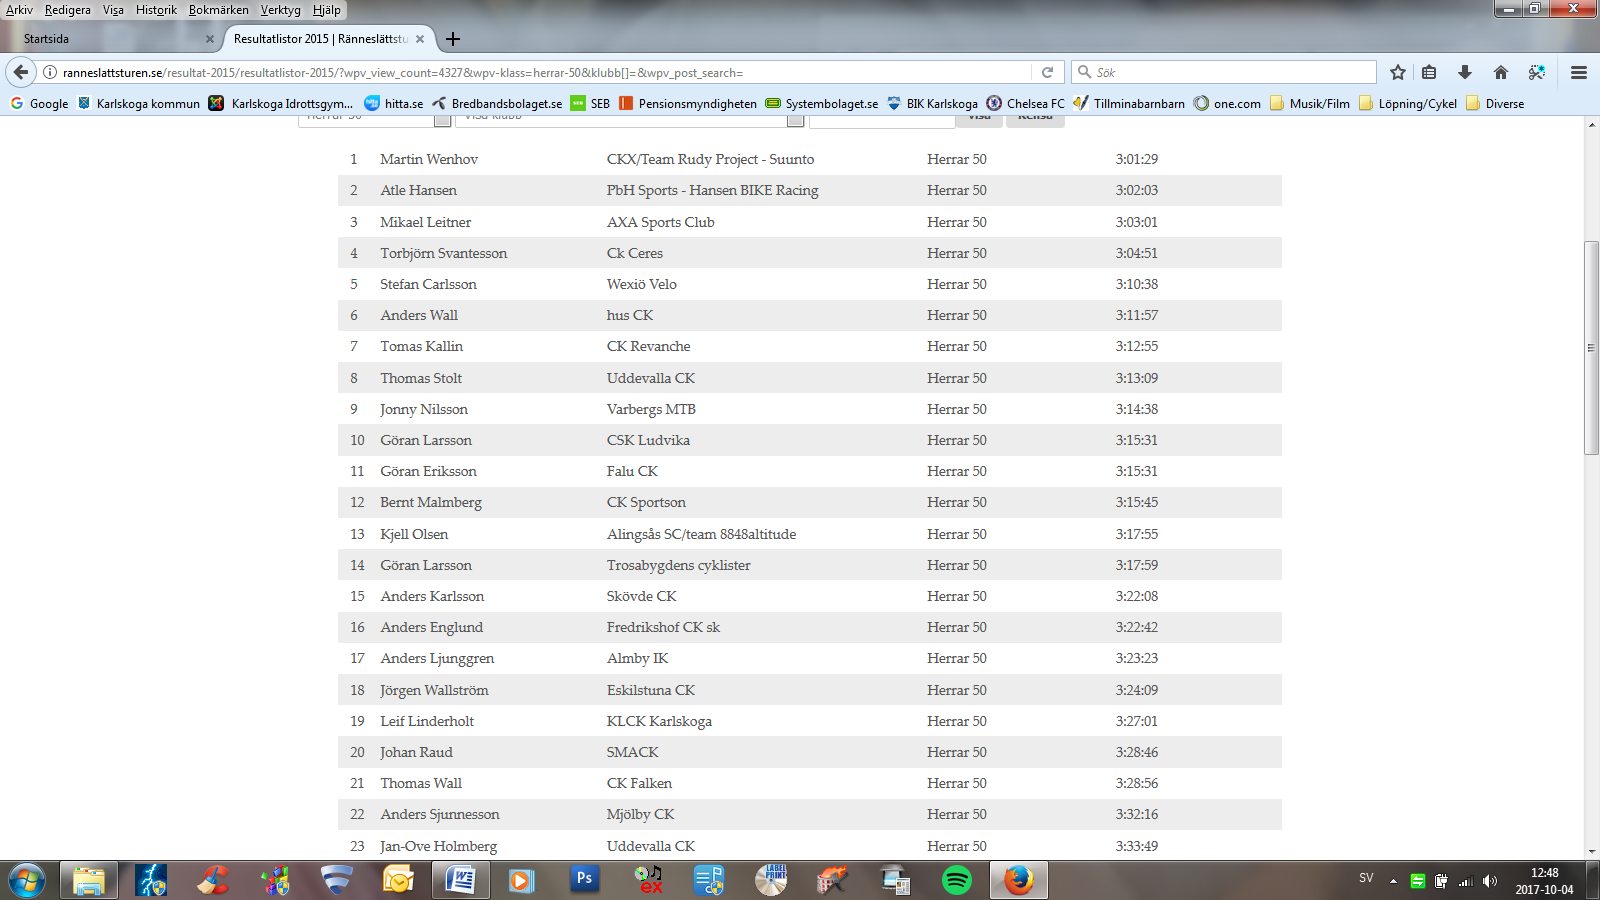 Arkiv Redigera Visa Historik Bokmärken Verktyg Hjälp
Startsida Resultatlistor 2015 | Ränneslättstu
ranneslattsturen.se/resultat-2015/resultatlistor-2015/?wpv_view_count=4327&wpv-klass=herrar-50&klubb[]=&wpv_post_search= Sök
Google Karlskoga kommun Karlskoga Idrottsgym... hitta.se Bredbandsbolaget.se SEB Pensionsmyndigheten Systembolaget.se BIK Karlskoga Chelsea FC Tillminabarnbarn one.com Musik/Film Löpning/Cykel Diverse
Herrar 50 Visa klubb Visa Rensa
1 Martin Wenhov CKX/Team Rudy Project - Suunto Herrar 50 3:01:29
2 Atle Hansen PbH Sports - Hansen BIKE Racing Herrar 50 3:02:03
3 Mikael Leitner AXA Sports Club Herrar 50 3:03:01
4 Torbjörn Svantesson Ck Ceres Herrar 50 3:04:51
5 Stefan Carlsson Wexiö Velo Herrar 50 3:10:38
6 Anders Wall hus CK Herrar 50 3:11:57
7 Tomas Kallin CK Revanche Herrar 50 3:12:55
8 Thomas Stolt Uddevalla CK Herrar 50 3:13:09
9 Jonny Nilsson Varbergs MTB Herrar 50 3:14:38
10 Göran Larsson CSK Ludvika Herrar 50 3:15:31
11 Göran Eriksson Falu CK Herrar 50 3:15:31
12 Bernt Malmberg CK Sportson Herrar 50 3:15:45
13 Kjell Olsen Alingsås SC/team 8848altitude Herrar 50 3:17:55
14 Göran Larsson Trosabygdens cyklister Herrar 50 3:17:59
15 Anders Karlsson Skövde CK Herrar 50 3:22:08
16 Anders Englund Fredrikshof CK sk Herrar 50 3:22:42
17 Anders Ljunggren Almby IK Herrar 50 3:23:23
18 Jörgen Wallström Eskilstuna CK Herrar 50 3:24:09
19 Leif Linderholt KLCK Karlskoga Herrar 50 3:27:01
20 Johan Raud SMACK Herrar 50 3:28:46
21 Thomas Wall CK Falken Herrar 50 3:28:56
22 Anders Sjunnesson Mjölby CK Herrar 50 3:32:16
23 Jan-Ove Holmberg Uddevalla CK Herrar 50 3:33:49
W Ps ex LABEL PRINT SV 12:48
2017-10-04